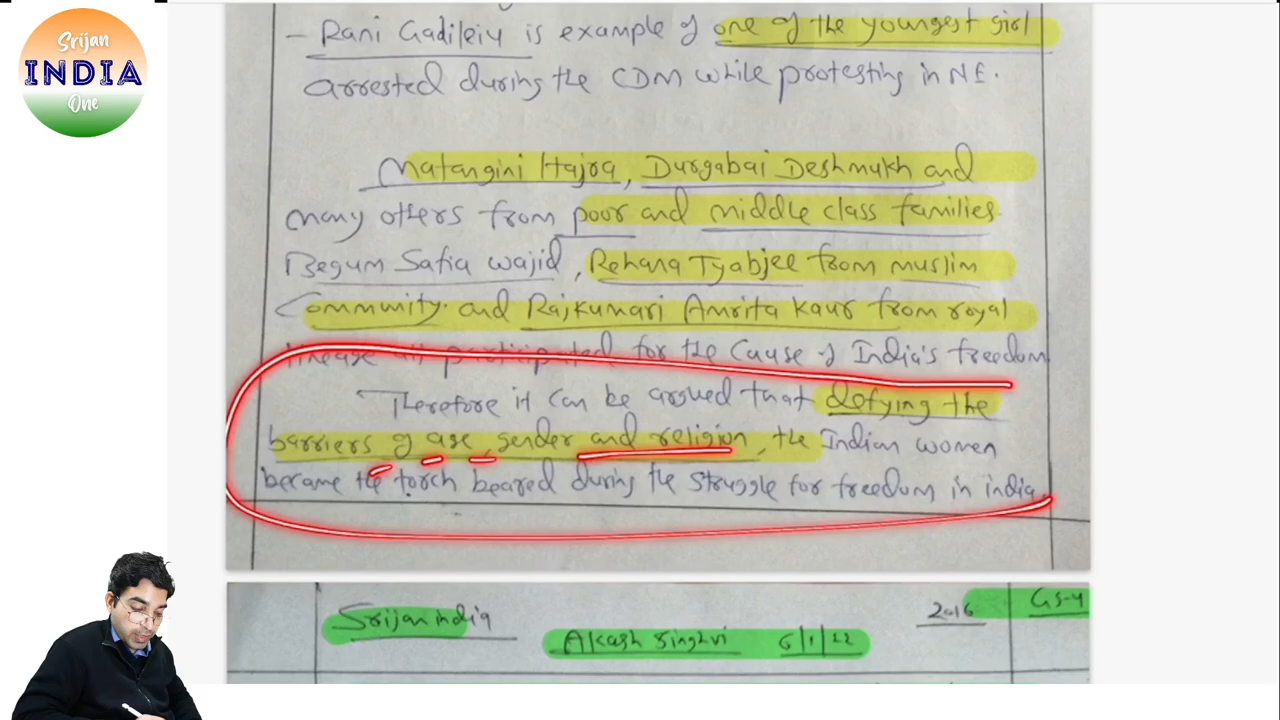 Srijan
INDIA
One
- Rani Gadileiu is example of one of the youngest girl
arrested during the CDM while protesting in NE.
Matangini Hajra, Durgabai Deshmukh and
many others from poor and middle class families.
Begum Safia wajid, Rehana Tyabjee from muslim
Community. and Rajkumari Amrita Kaur from royal
lineage all participated for the Cause of India's freedom
Therefore it can be argued that defying the
barriers of age, gender and religion, the Indian women
became the torch beared during the struggle for freedom in india.
Srijan india
2016
GS-4
Akash Singhvi 6/1/22